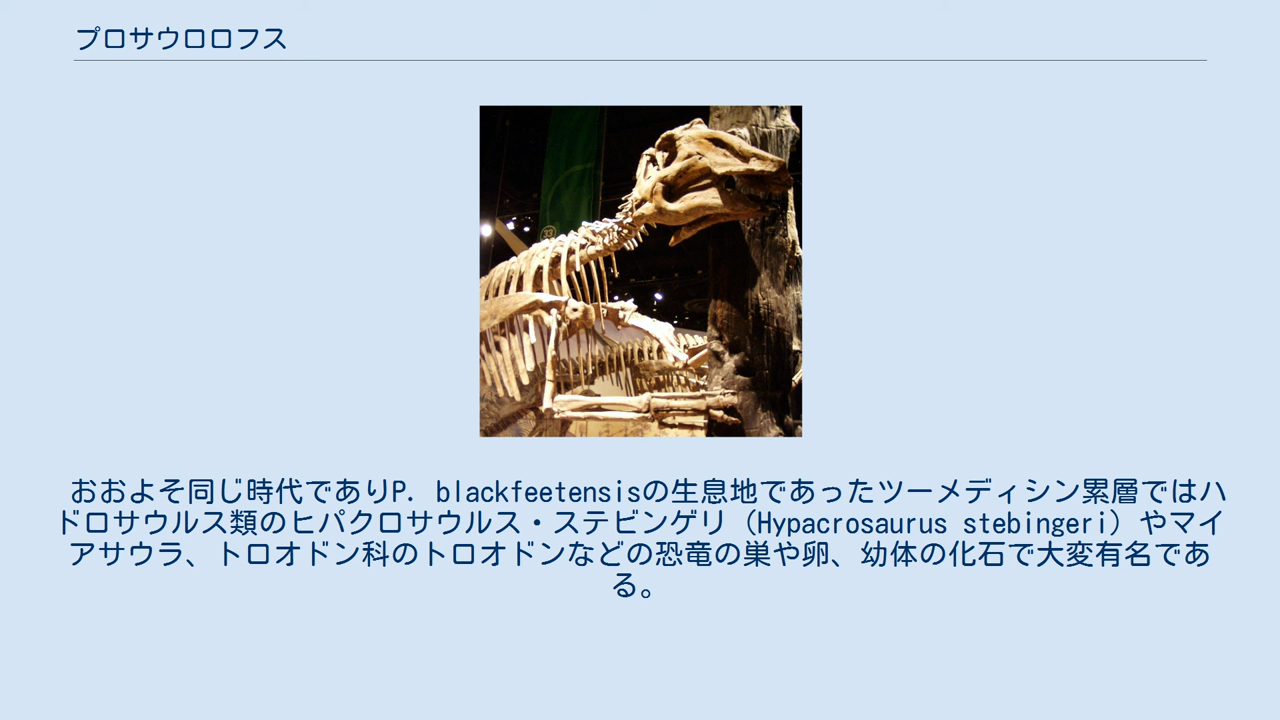 プロサウロロフス
おおよそ同じ時代でありP. blackfeetensisの生息地であったツーメディシン累層ではハ
ドロサウルス類のヒパクロサウルス・ステビンゲリ（Hypacrosaurus stebingeri）やマイ
アサウラ、トロオドン科のトロオドンなどの恐竜の巣や卵、幼体の化石で大変有名であ
る。